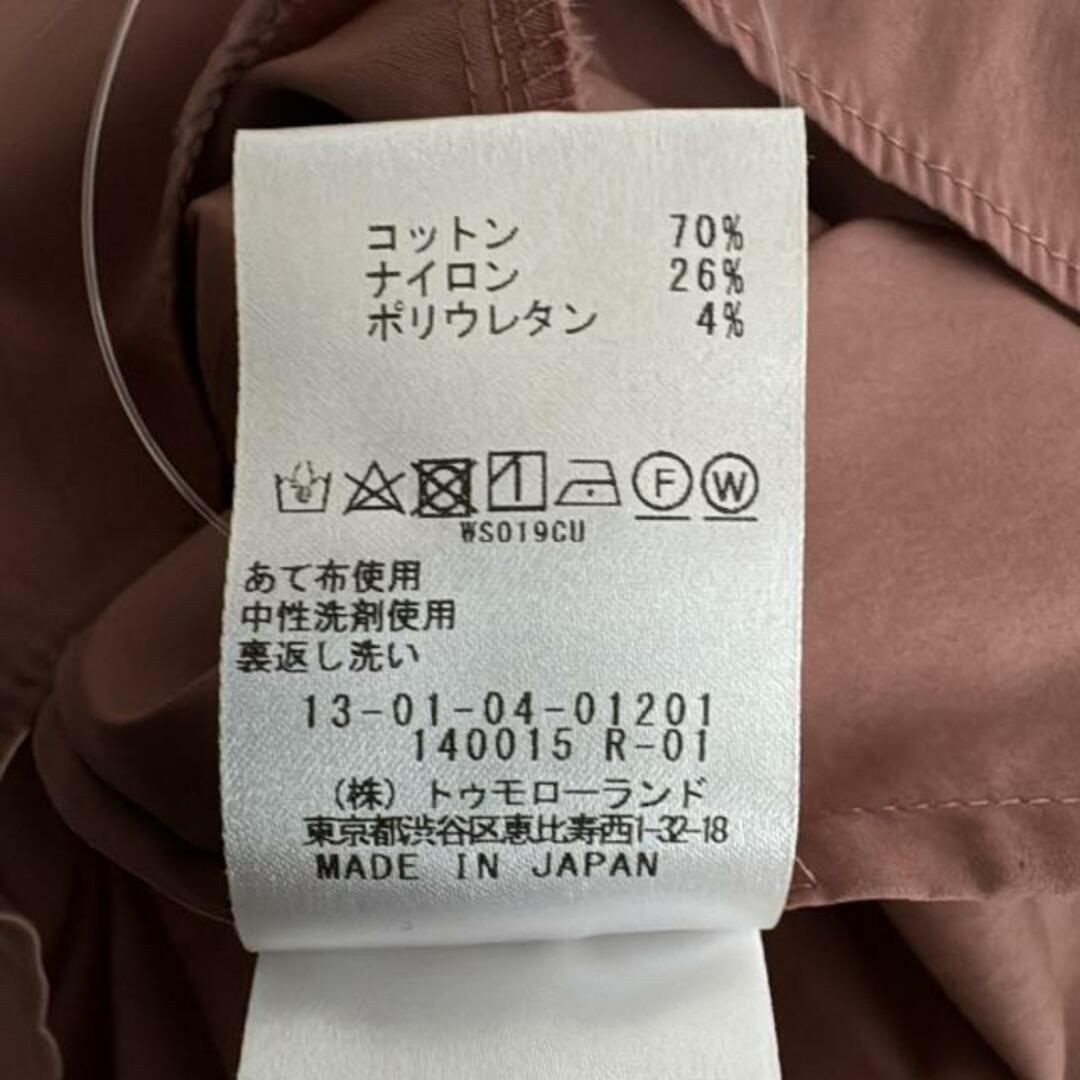 コットン 70%
ナイロン 26%
ポリウレタン 4%
F W
WS019CU
あて布使用
中性洗剤使用
裏返し洗い
13-01-04-01201
140015 R-01
(株) トゥモローランド
東京都渋谷区恵比寿西1-32-18
MADE IN JAPAN